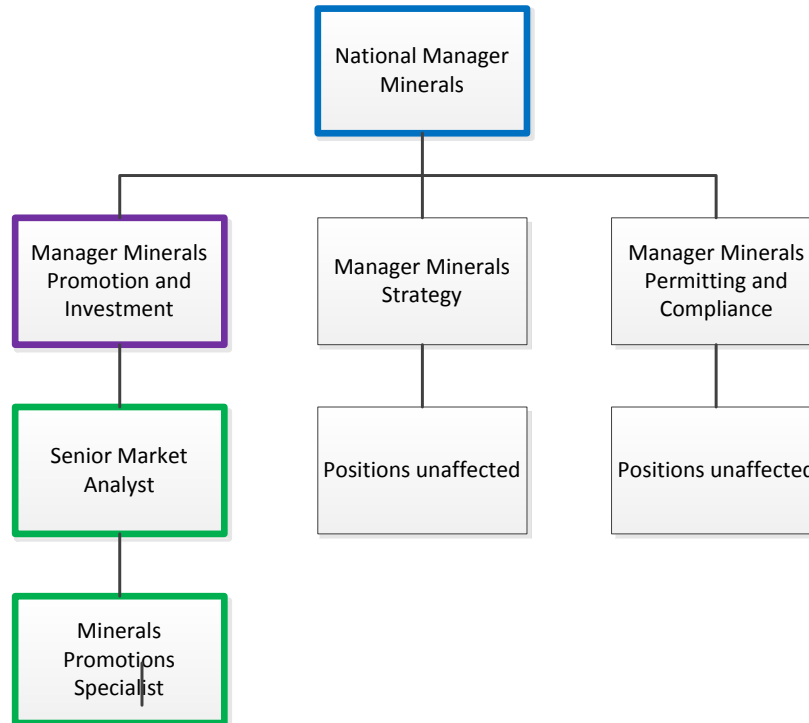 National Manager
Minerals
Manager Minerals
Promotion and
Investment
Manager Minerals
Strategy
Manager Minerals
Permitting and
Compliance
Senior Market
Analyst
Positions unaffected
Positions unaffected
Minerals
Promotions
Specialist